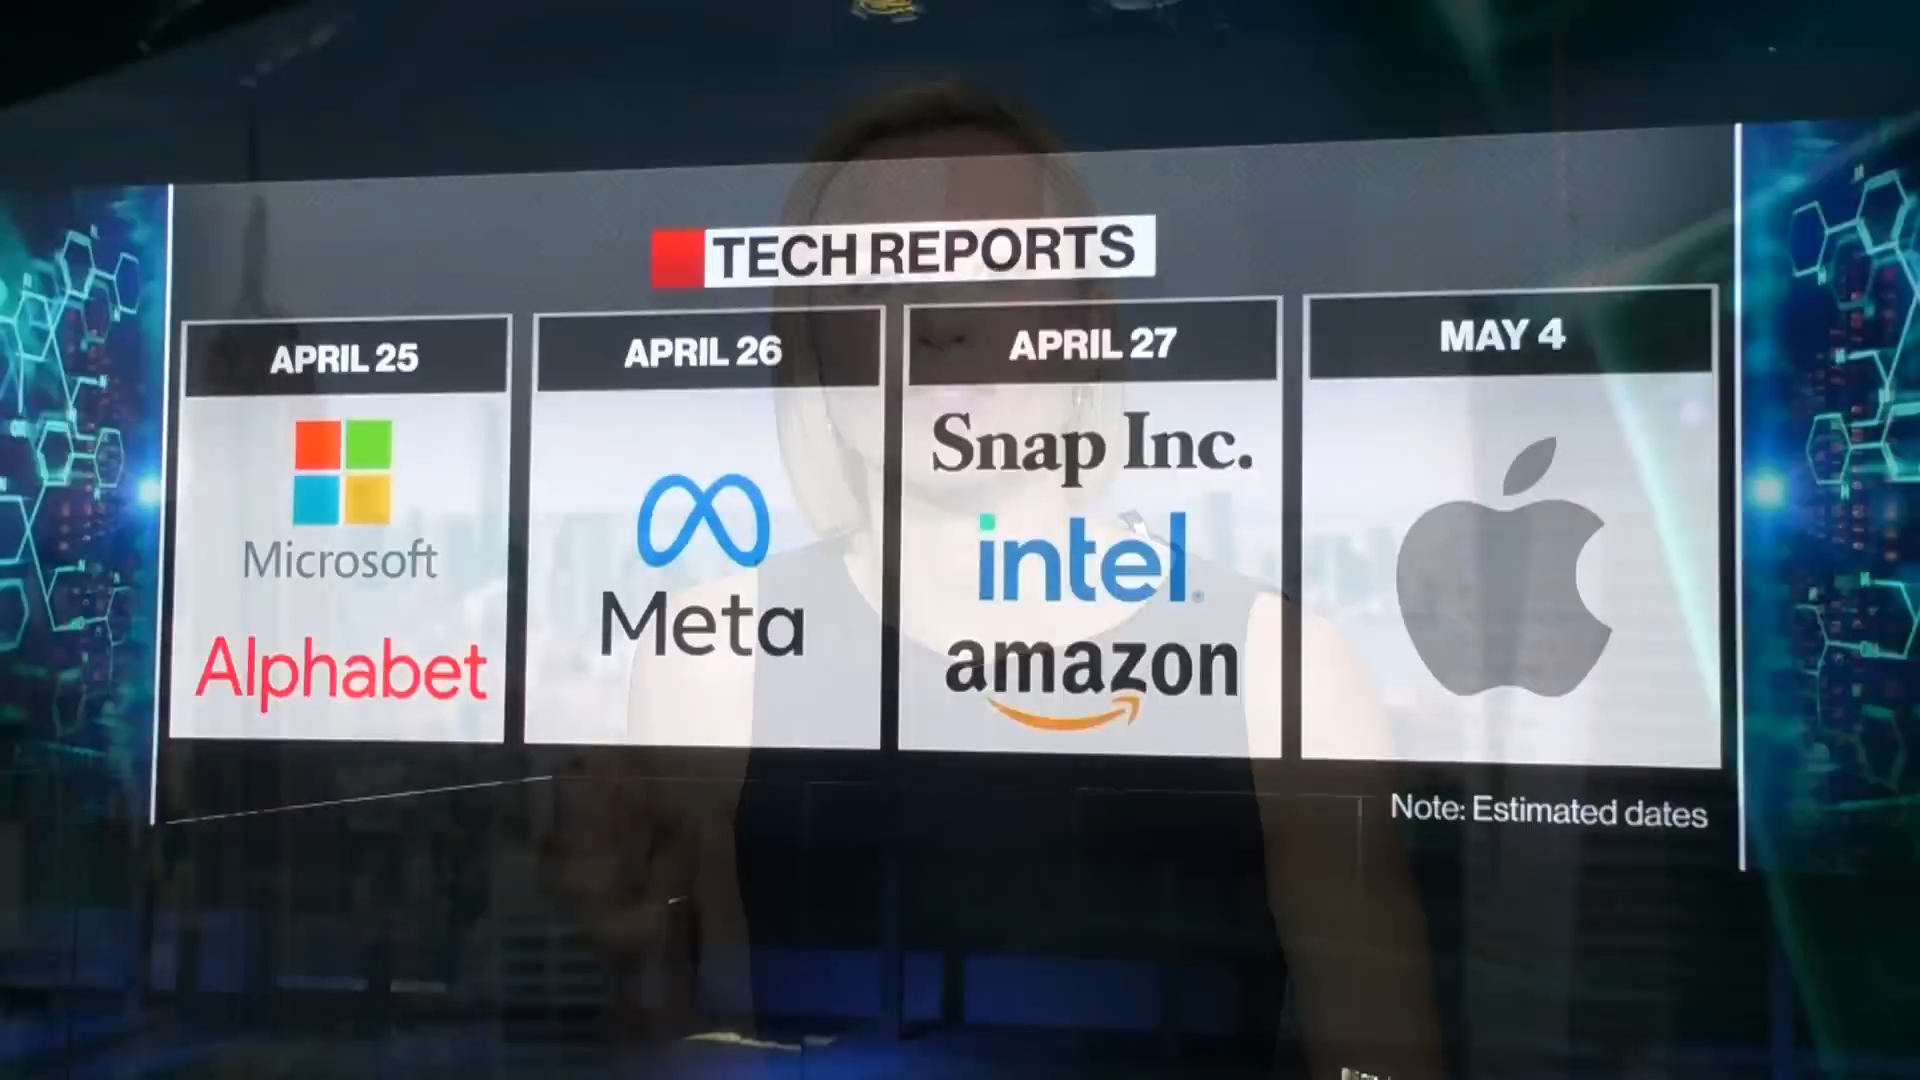 TECH REPORTS
APRIL 25
Microsoft
Alphabet
APRIL 26
Meta
APRIL 27
Snap Inc.
intel
amazon
MAY 4
Note: Estimated dates